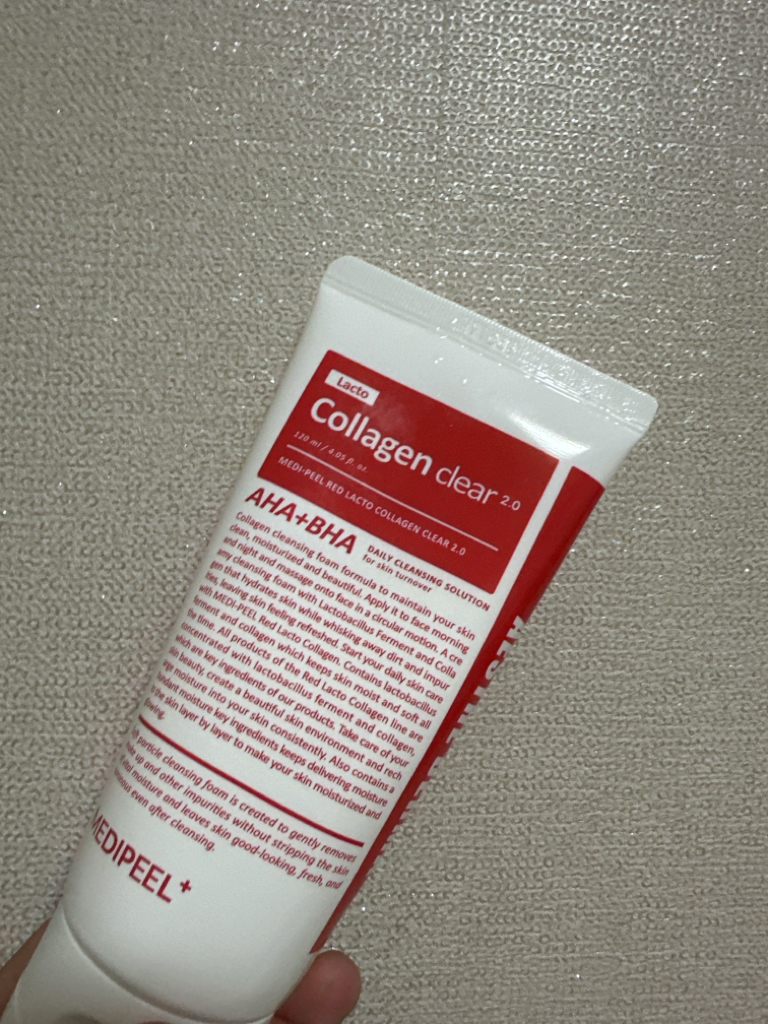 Lacto
Collagen clear 2.0
120 ml / 4.05 fl. oz.
MEDI-PEEL RED LACTO COLLAGEN CLEAR 2.0
AHA+BHA
DAILY CLEANSING SOLUTION
for skin turnover
Collagen cleansing foam formula to maintain your skin
clean, moisturized and beautiful. Apply it to face morning
and night and massage onto face in a circular motion. A cre
amy cleansing foam with Lactobacillus Ferment and Colla
gen that hydrates skin while whisking away dirt and impur
ities, leaving skin feeling refreshed. Start your daily skin care
with MEDI-PEEL Red Lacto Collagen. Contains lactobacillus
ferment and collagen which keeps skin moist and soft all
the time. All products of the Red Lacto Collagen line are
concentrated with lactobacillus ferment and collagen,
which are key ingredients of our products. Take care of your
skin beauty, create a beautiful skin environment and rech
arge moisture into your skin consistently. Also contains a
bundant moisture key ingredients keeps delivering moisture
to the skin layer by layer to make your skin moisturized and
glowing.
particle cleansing foam is created to gently removes
make up and other impurities without stripping the skin
vital moisture and leaves skin good-looking, fresh, and
even after cleansing.
MEDIPEEL+